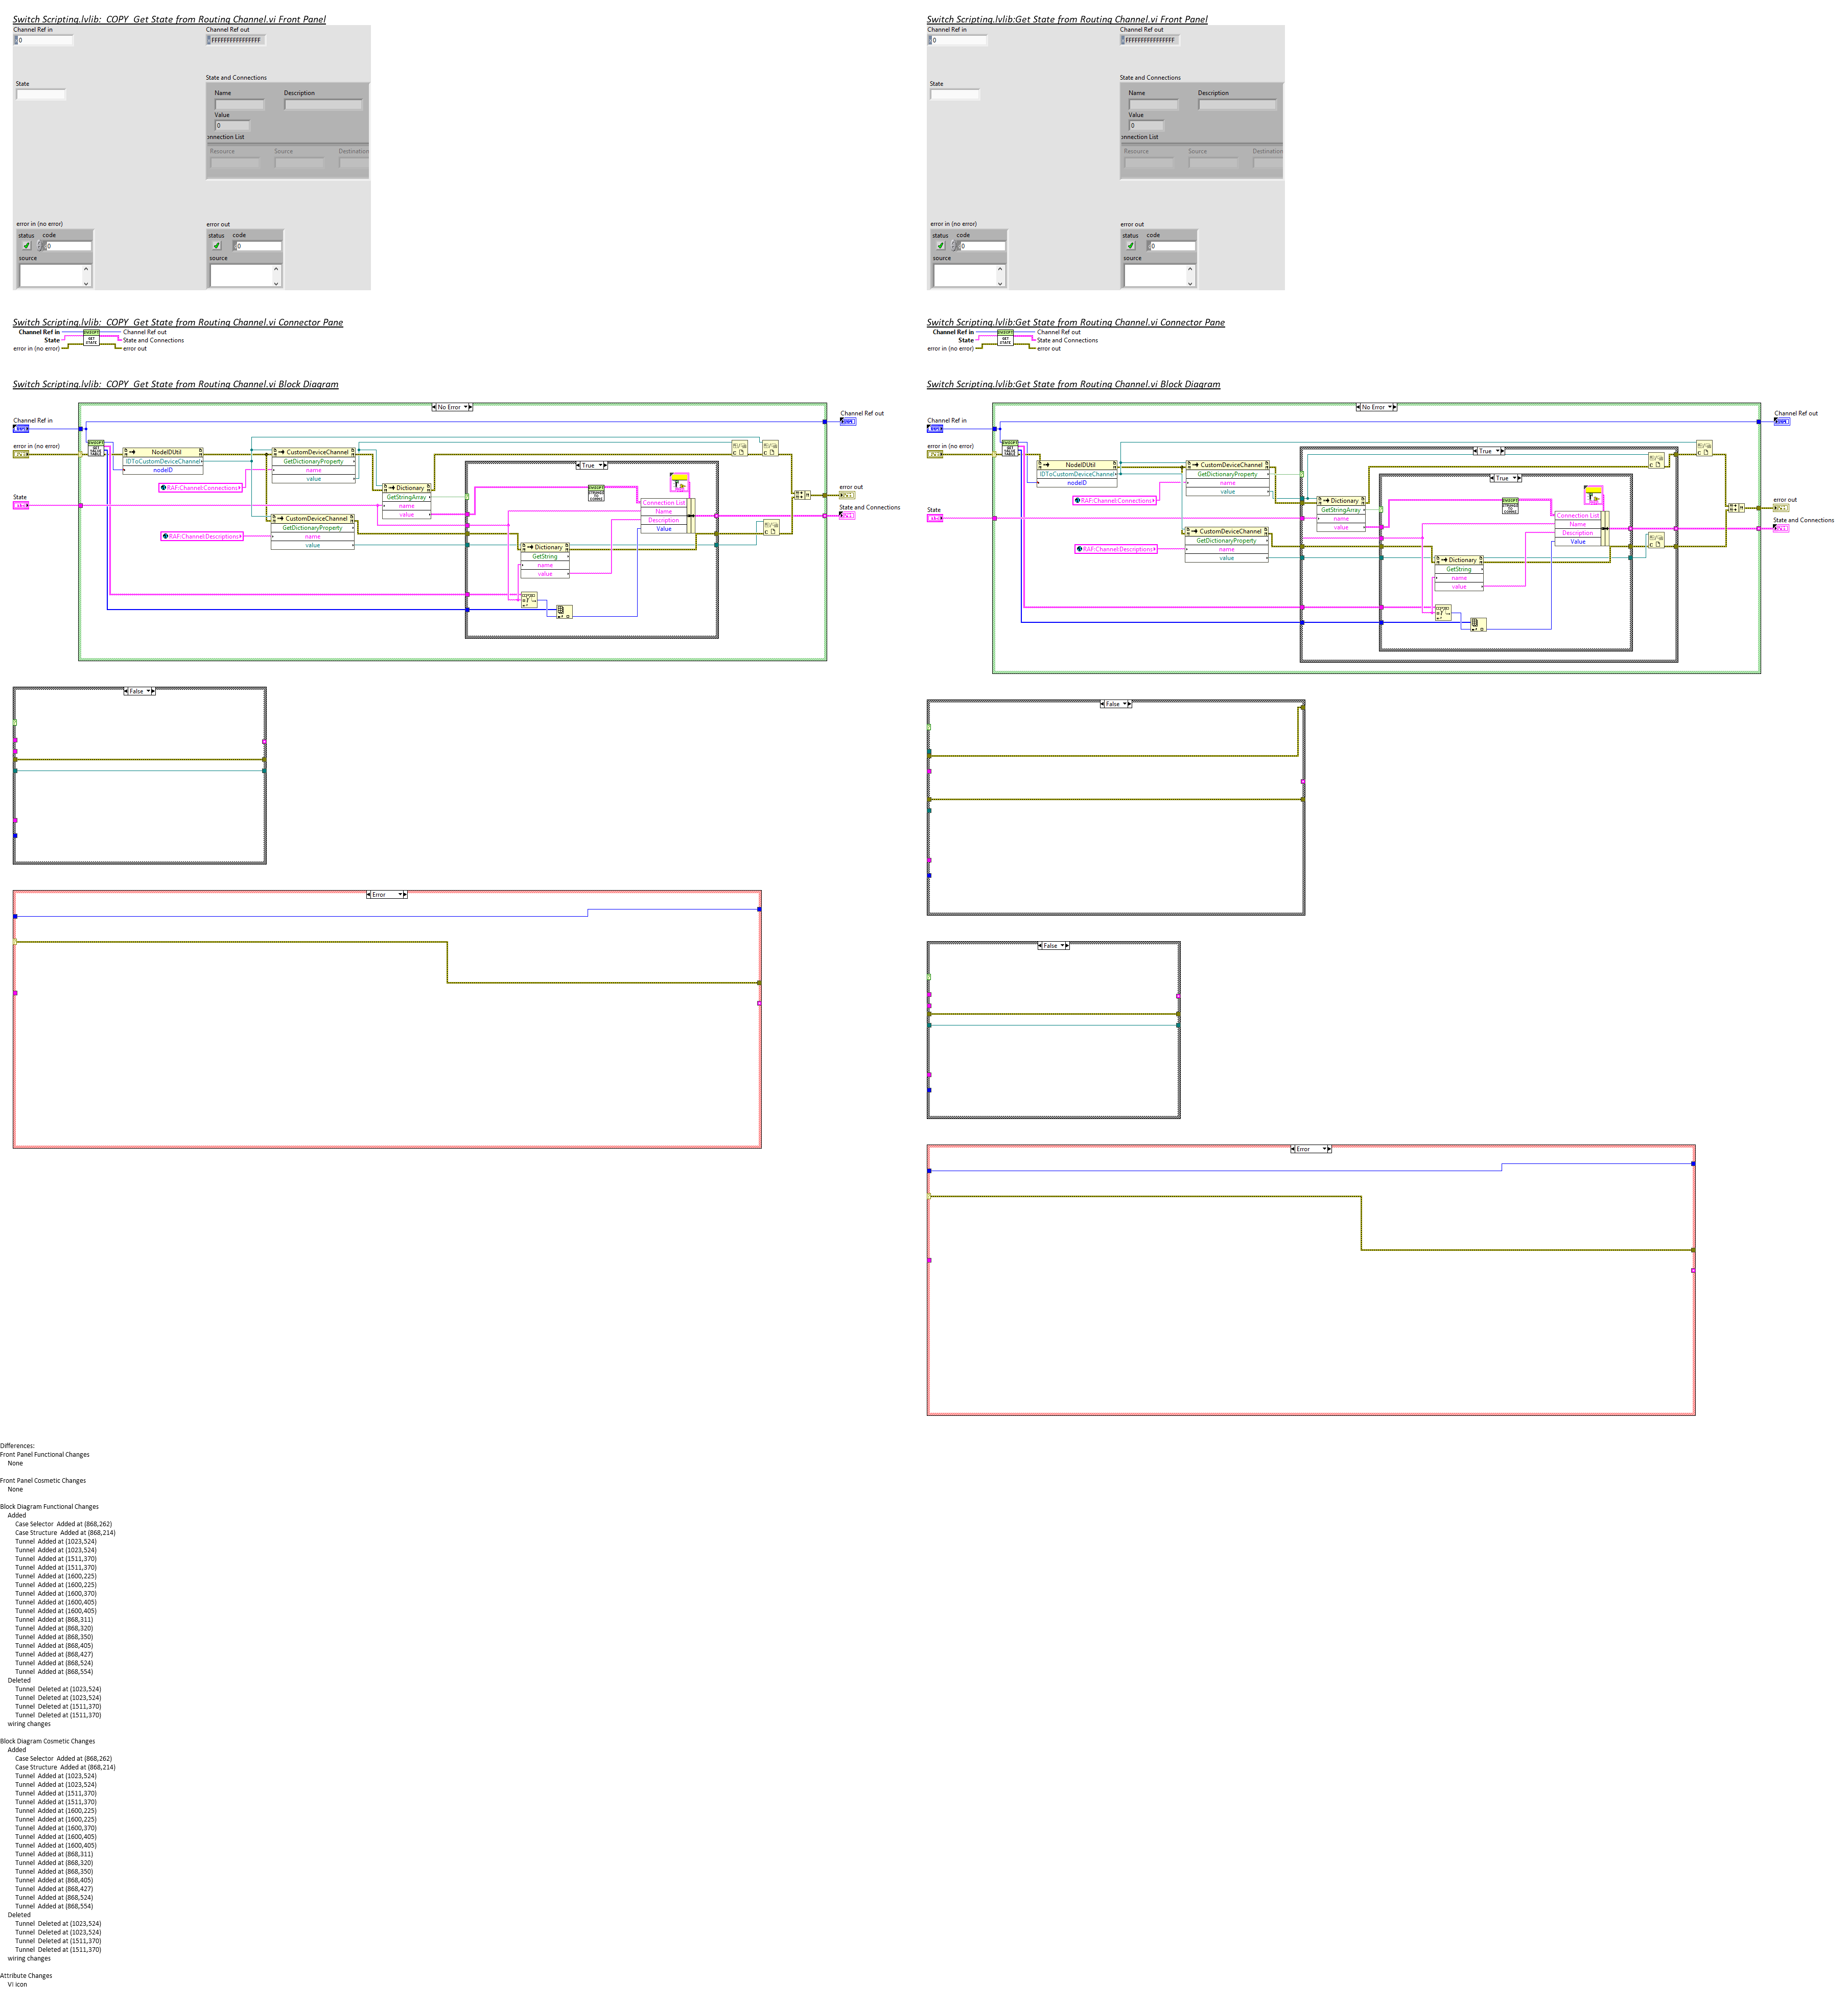 Switch Scripting.lvlib:_COPY_Get State from Routing Channel.vi Front Panel
Channel Ref in
0
Channel Ref out
FFFFFFFFFFFFFFFF
State
State and Connections
Name
Description
Value
0
onnection List
Resource
Source
Destination
error in (no error)
status
code
0
source
error out
status
code
0
source
Switch Scripting.lvlib:_COPY_Get State from Routing Channel.vi Connector Pane
Channel Ref in
Channel Ref out
State
State and Connections
error in (no error)
error out
GET
STATE
Switch Scripting.lvlib:_COPY_Get State from Routing Channel.vi Block Diagram
No Error
Channel Ref in
Channel Ref out
error in (no error)
NodeIDUtil
IDToCustomDeviceChannel
nodeID
CustomDeviceChannel
GetDictionaryProperty
name
value
RAF:Channel:Connections
True
Dictionary
GetStringArray
name
value
State
Connection List
Name
Description
Value
error out
State and Connections
CustomDeviceChannel
GetDictionaryProperty
name
value
RAF:Channel:Descriptions
Dictionary
GetString
name
value
False
Error
Switch Scripting.lvlib:Get State from Routing Channel.vi Front Panel
Channel Ref in
0
Channel Ref out
FFFFFFFFFFFFFFFF
State
State and Connections
Name
Description
Value
0
onnection List
Resource
Source
Destination
error in (no error)
status
code
0
source
error out
status
code
0
source
Switch Scripting.lvlib:Get State from Routing Channel.vi Connector Pane
Channel Ref in
Channel Ref out
State
State and Connections
error in (no error)
error out
GET
STATE
Switch Scripting.lvlib:Get State from Routing Channel.vi Block Diagram
No Error
Channel Ref in
Channel Ref out
error in (no error)
True
NodeIDUtil
IDToCustomDeviceChannel
nodeID
CustomDeviceChannel
GetDictionaryProperty
name
value
RAF:Channel:Connections
True
Dictionary
GetStringArray
name
value
State
Connection List
Name
Description
Value
error out
State and Connections
CustomDeviceChannel
GetDictionaryProperty
name
value
RAF:Channel:Descriptions
Dictionary
GetString
name
value
False
False
Error
Differences:
Front Panel Functional Changes
None
Front Panel Cosmetic Changes
None
Block Diagram Functional Changes
Added
Case Selector Added at (868,262)
Case Structure Added at (868,214)
Tunnel Added at (1023,524)
Tunnel Added at (1023,524)
Tunnel Added at (1511,370)
Tunnel Added at (1511,370)
Tunnel Added at (1600,225)
Tunnel Added at (1600,225)
Tunnel Added at (1600,370)
Tunnel Added at (1600,405)
Tunnel Added at (1600,405)
Tunnel Added at (868,311)
Tunnel Added at (868,320)
Tunnel Added at (868,350)
Tunnel Added at (868,405)
Tunnel Added at (868,427)
Tunnel Added at (868,524)
Tunnel Added at (868,554)
Deleted
Tunnel Deleted at (1023,524)
Tunnel Deleted at (1023,524)
Tunnel Deleted at (1511,370)
Tunnel Deleted at (1511,370)
wiring changes
Block Diagram Cosmetic Changes
Added
Case Selector Added at (868,262)
Case Structure Added at (868,214)
Tunnel Added at (1023,524)
Tunnel Added at (1023,524)
Tunnel Added at (1511,370)
Tunnel Added at (1511,370)
Tunnel Added at (1600,225)
Tunnel Added at (1600,225)
Tunnel Added at (1600,370)
Tunnel Added at (1600,405)
Tunnel Added at (1600,405)
Tunnel Added at (868,311)
Tunnel Added at (868,320)
Tunnel Added at (868,350)
Tunnel Added at (868,405)
Tunnel Added at (868,427)
Tunnel Added at (868,524)
Tunnel Added at (868,554)
Deleted
Tunnel Deleted at (1023,524)
Tunnel Deleted at (1023,524)
Tunnel Deleted at (1511,370)
Tunnel Deleted at (1511,370)
wiring changes
Attribute Changes
VI icon